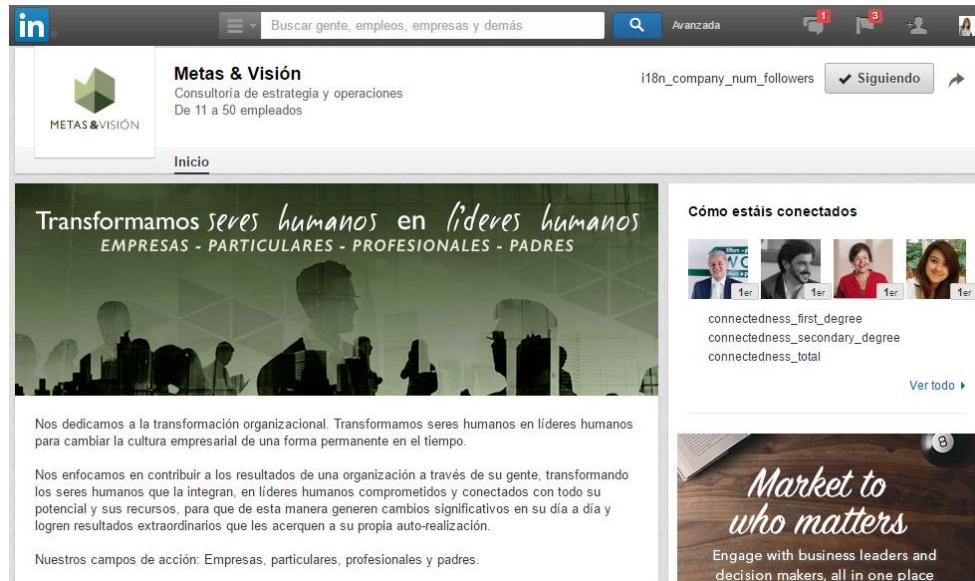 in
Buscar gente, empleos, empresas y demás
Avanzada
1
3
METAS&VISIÓN
Metas & Visión
Consultoría de estrategia y operaciones
De 11 a 50 empleados
i18n_company_num_followers
Siguiendo
Inicio
Transformamos seres humanos en líderes humanos
EMPRESAS - PARTICULARES - PROFESIONALES - PADRES
Nos dedicamos a la transformación organizacional. Transformamos seres humanos en líderes humanos
para cambiar la cultura empresarial de una forma permanente en el tiempo.
Nos enfocamos en contribuir a los resultados de una organización a través de su gente, transformando
los seres humanos que la integran, en líderes humanos comprometidos y conectados con todo su
potencial y sus recursos, para que de esta manera generen cambios significativos en su día a día y
logren resultados extraordinarios que les acerquen a su propia auto-realización.
Nuestros campos de acción: Empresas, particulares, profesionales y padres.
Cómo estáis conectados
1er
1er
1er
1er
connectedness_first_degree
connectedness_secondary_degree
connectedness_total
Ver todo
8
Market to
who matters
Engage with business leaders and
decision makers, all in one place